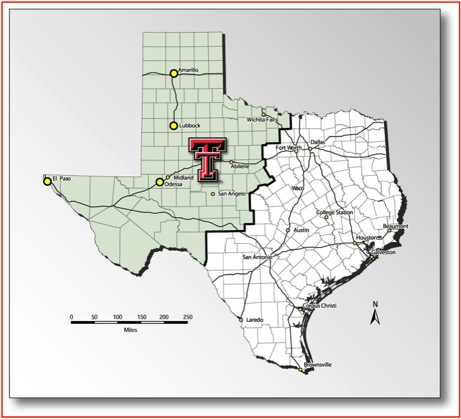 Amarillo
Lubbock
Wichita Falls
Dallas
Fort Worth
Abilene
El Paso
Midland
Odessa
San Angelo
Waco
College Station
Beaumont
Austin
Houston
Galveston
San Antonio
Corpus Christi
Laredo
Brownsville
N
0 50 100 150 200 250
Miles